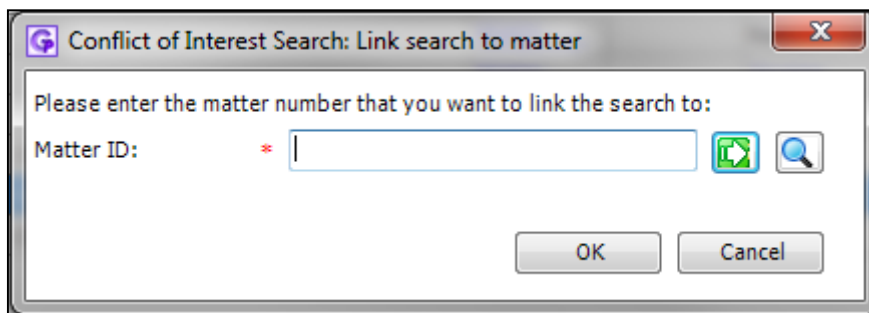 Conflict of Interest Search: Link search to matter
Please enter the matter number that you want to link the search to:
Matter ID: *
OK Cancel